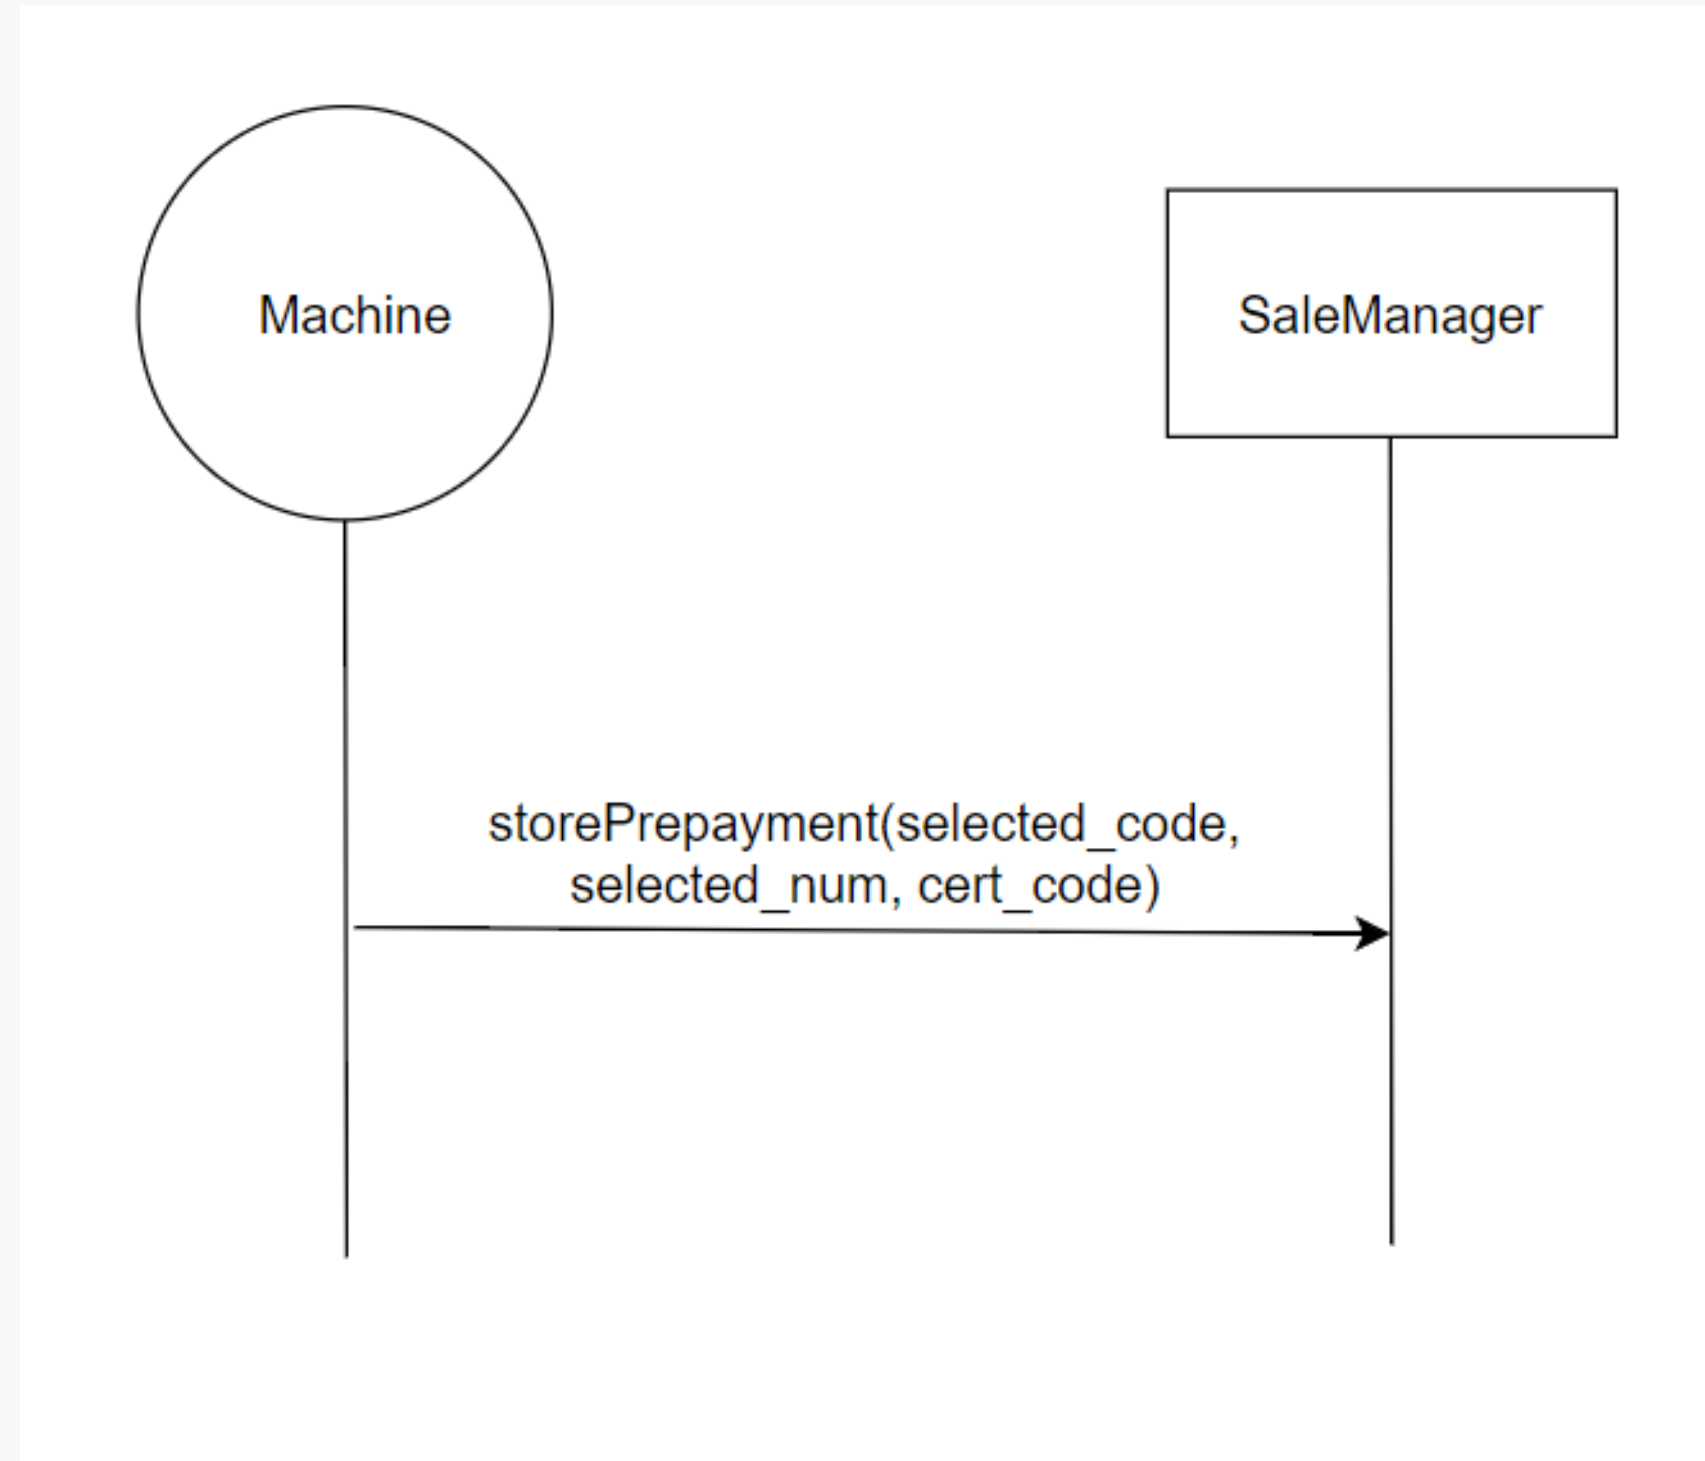 Machine
SaleManager
storePrepayment(selected_code,
selected_num, cert_code)